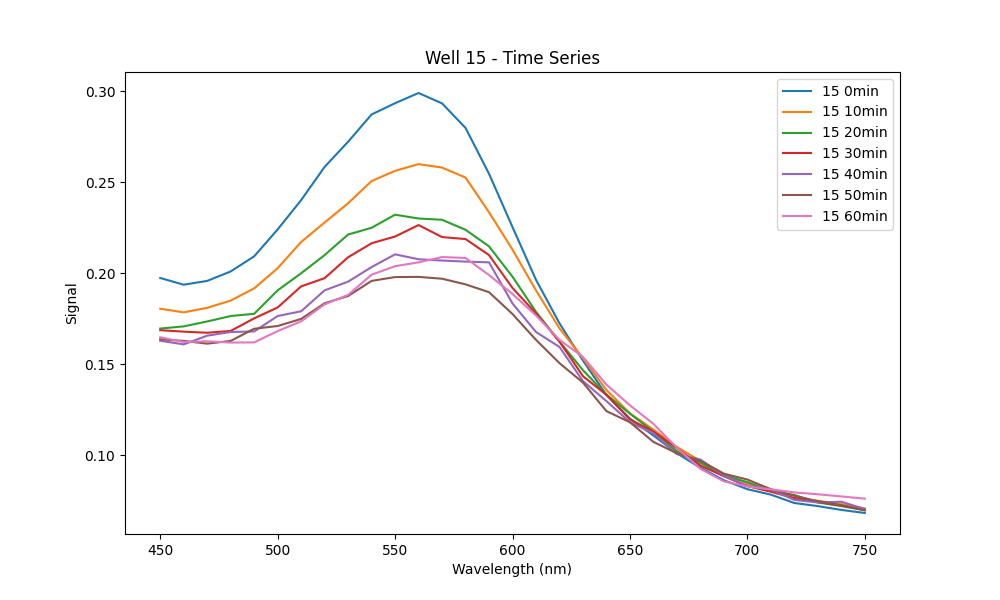 Well 15 - Time Series
Signal
0.30
0.25
0.20
0.15
0.10
450 500 550 600 650 700 750
Wavelength (nm)
15 0min
15 10min
15 20min
15 30min
15 40min
15 50min
15 60min